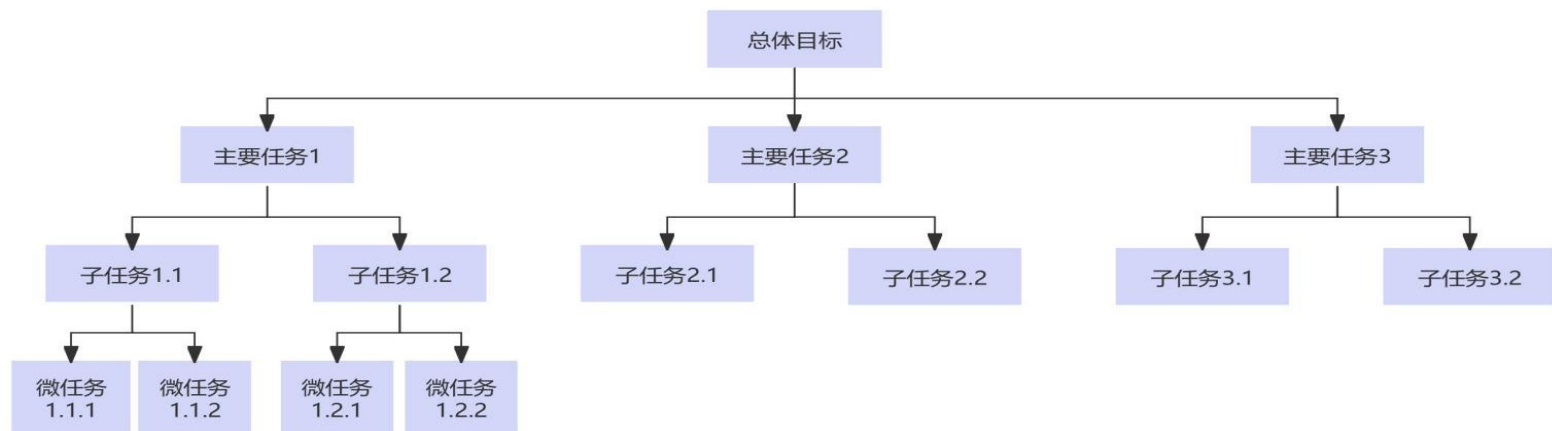 总体目标
主要任务1
主要任务2
主要任务3
子任务1.1
子任务1.2
子任务2.1
子任务2.2
子任务3.1
子任务3.2
微任务
1.1.1
微任务
1.1.2
微任务
1.2.1
微任务
1.2.2